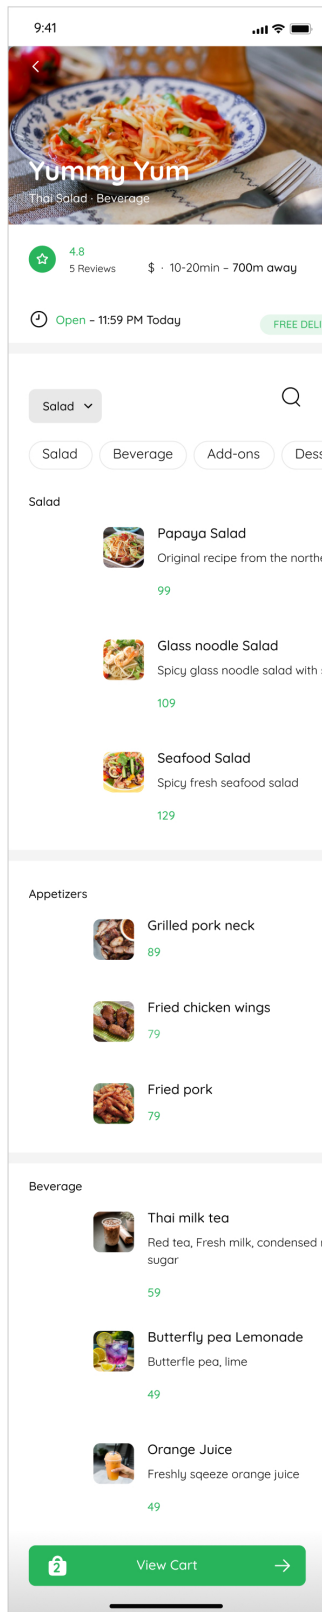 9:41
Yummy Yum
Thai Salad · Beverage
4.8
5 Reviews
$ · 10-20min – 700m away
Open – 11:59 PM Today
FREE DELI
Salad
Salad Beverage Add-ons Dess
Salad
Papaya Salad
Original recipe from the northe
99
Glass noodle Salad
Spicy glass noodle salad with
109
Seafood Salad
Spicy fresh seafood salad
129
Appetizers
Grilled pork neck
89
Fried chicken wings
79
Fried pork
79
Beverage
Thai milk tea
Red tea, Fresh milk, condensed
sugar
59
Butterfly pea Lemonade
Butterfle pea, lime
49
Orange Juice
Freshly sqeeze orange juice
49
2 View Cart